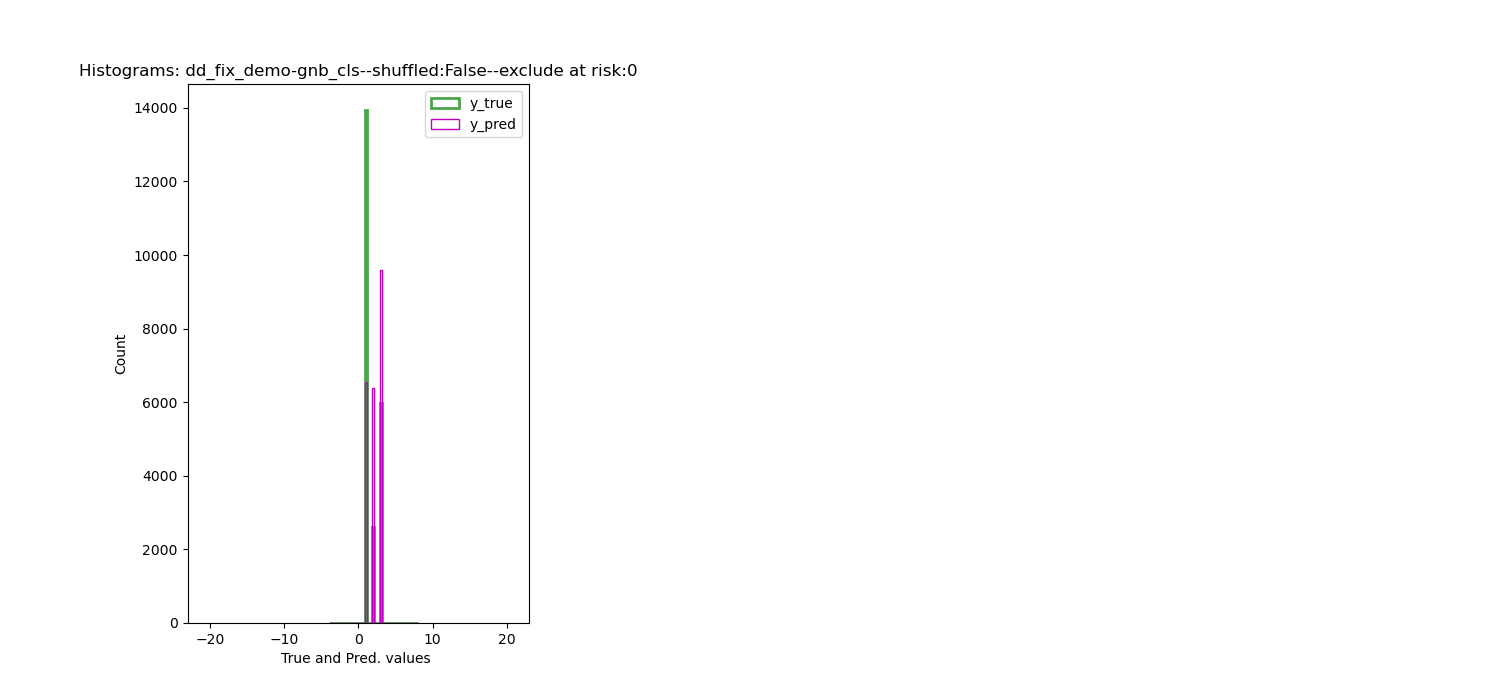 Histograms: dd_fix_demo-gnb_cls--shuffled:False--exclude at risk:0
y_true
y_pred
14000
12000
10000
8000
6000
4000
2000
0
Count
−20
−10
0
10
20
True and Pred. values